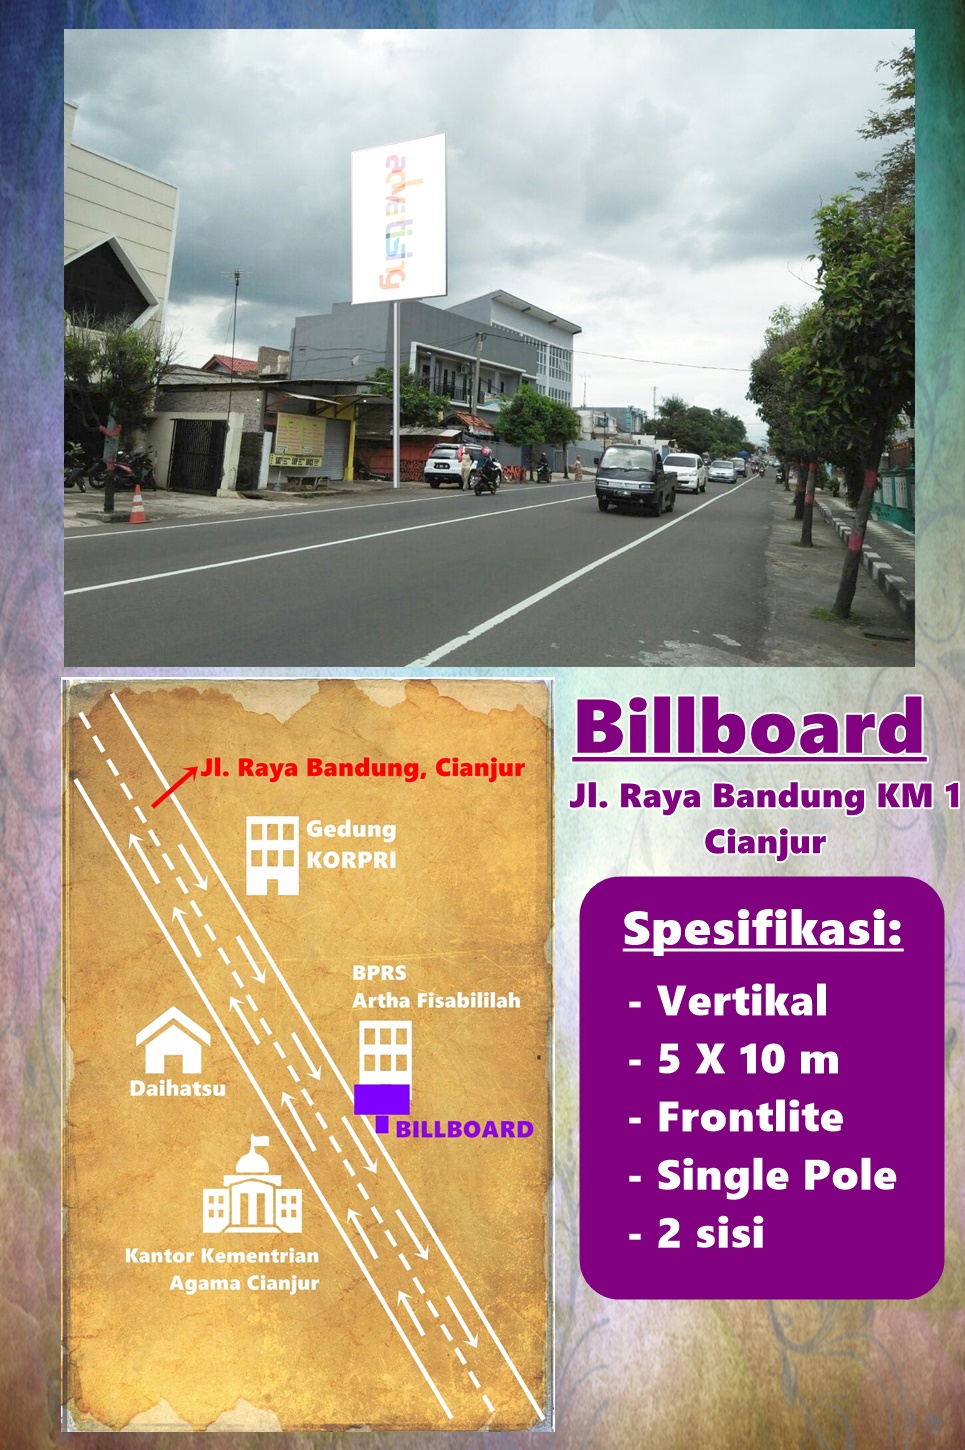 Billboard
Jl. Raya Bandung KM 1
Cianjur
Jl. Raya Bandung, Cianjur
Gedung
KORPRI
BPRS
Artha Fisabililah
Daihatsu
BILLBOARD
Kantor Kementrian
Agama Cianjur
Spesifikasi:
- Vertikal
- 5 X 10 m
- Frontlite
- Single Pole
- 2 sisi